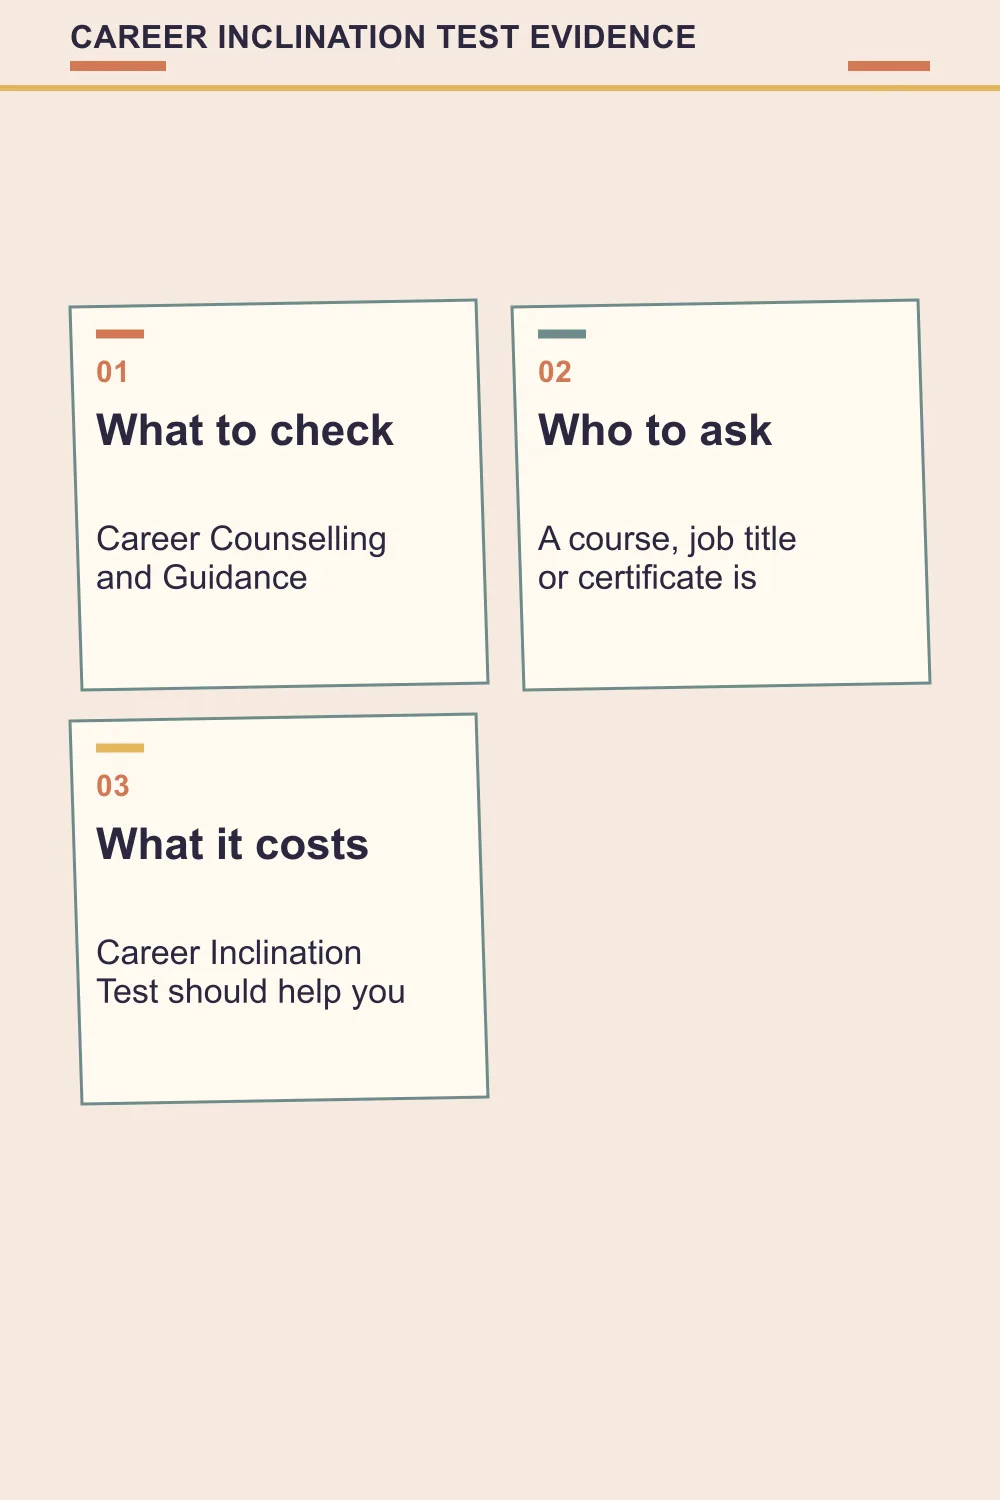 CAREER INCLINATION TEST EVIDENCE
01
What to check
Career Counselling
and Guidance
02
Who to ask
A course, job title
or certificate is
03
What it costs
Career Inclination
Test should help you